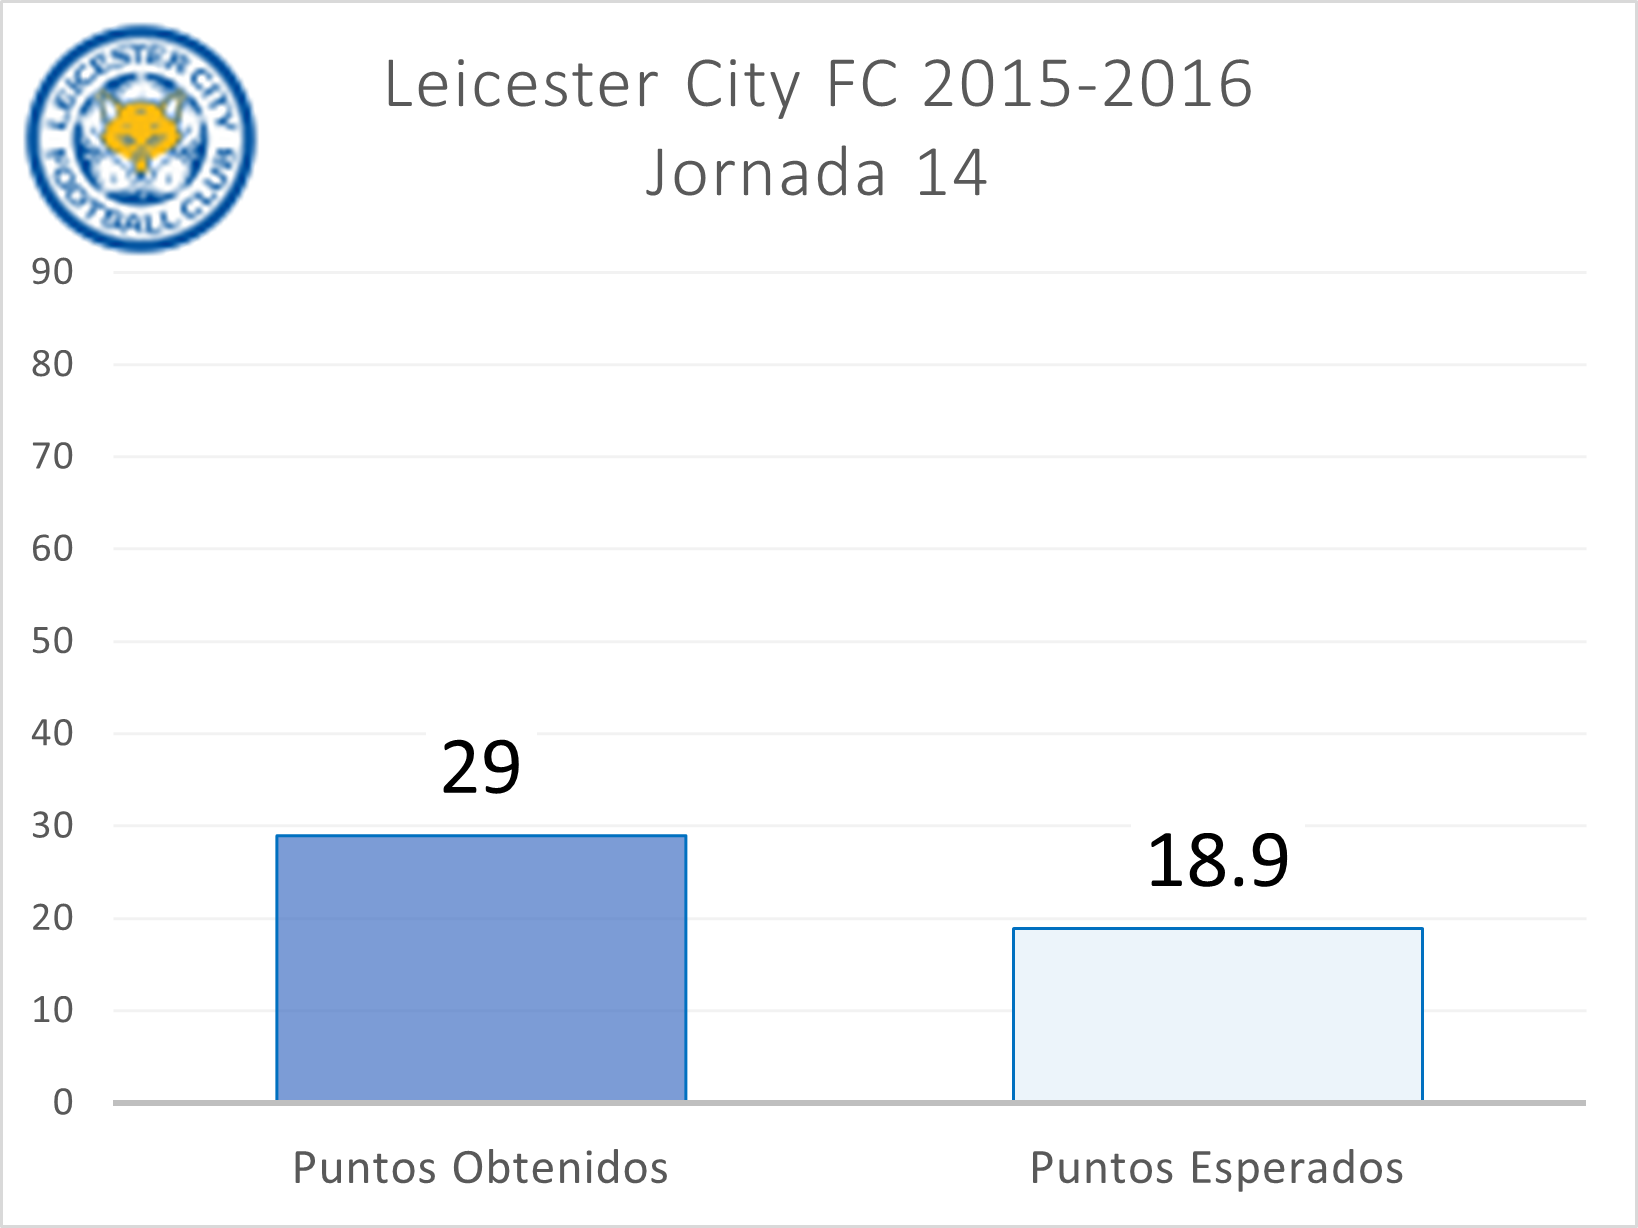 LEICESTER CITY
FOOTBALL CLUB
Leicester City FC 2015-2016
Jornada 14
90
80
70
60
50
40
30
20
10
0
29
18.9
Puntos Obtenidos
Puntos Esperados